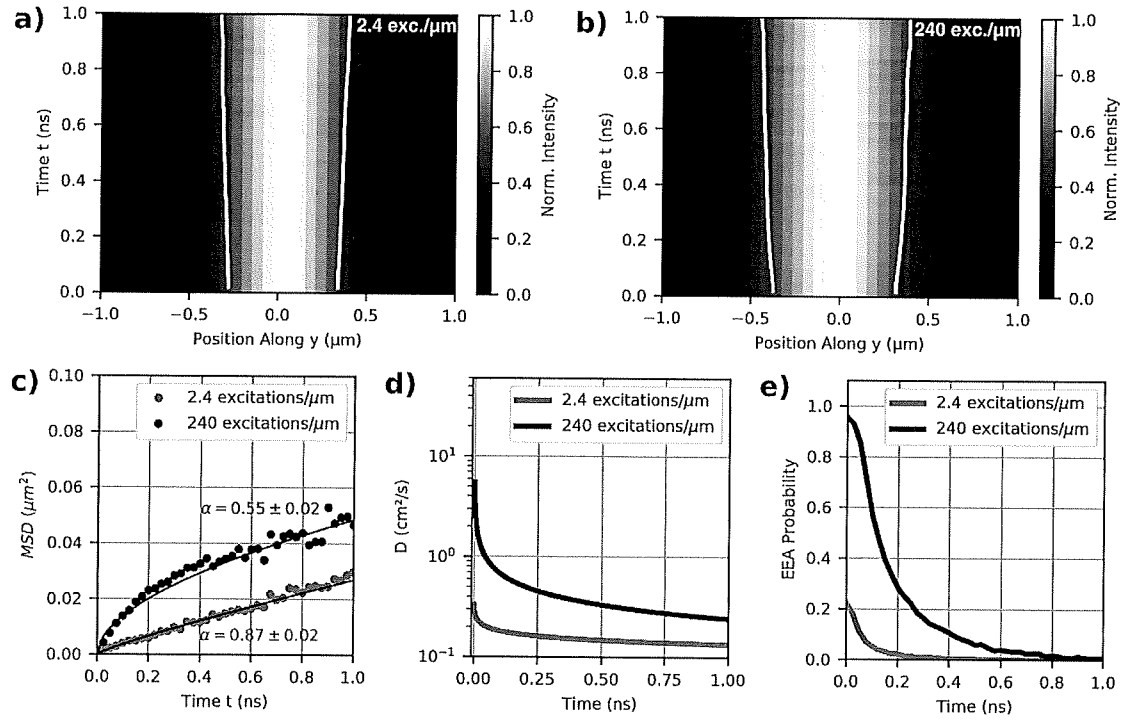 a)
2.4 exc./µm
1.0
0.8
0.6
0.4
0.2
0.0
Time t (ns)
−1.0
−0.5
0.0
0.5
1.0
Position Along y (µm)
1.0
0.8
0.6
0.4
0.2
0.0
Norm. Intensity
b)
240 exc./µm
1.0
0.8
0.6
0.4
0.2
0.0
Time t (ns)
−1.0
−0.5
0.0
0.5
1.0
Position Along y (µm)
1.0
0.8
0.6
0.4
0.2
0.0
Norm. Intensity
c)
2.4 excitations/µm
240 excitations/µm
0.10
0.08
0.06
0.04
0.02
0.00
MSD (µm²)
α = 0.55 ± 0.02
α = 0.87 ± 0.02
0.0
0.2
0.4
0.6
0.8
1.0
Time t (ns)
d)
2.4 excitations/µm
240 excitations/µm
10¹
10⁰
10⁻¹
D (cm²/s)
0.00
0.25
0.50
0.75
1.00
Time (ns)
e)
2.4 excitations/µm
240 excitations/µm
1.0
0.8
0.6
0.4
0.2
0.0
EEA Probability
0.0
0.2
0.4
0.6
0.8
1.0
Time (ns)